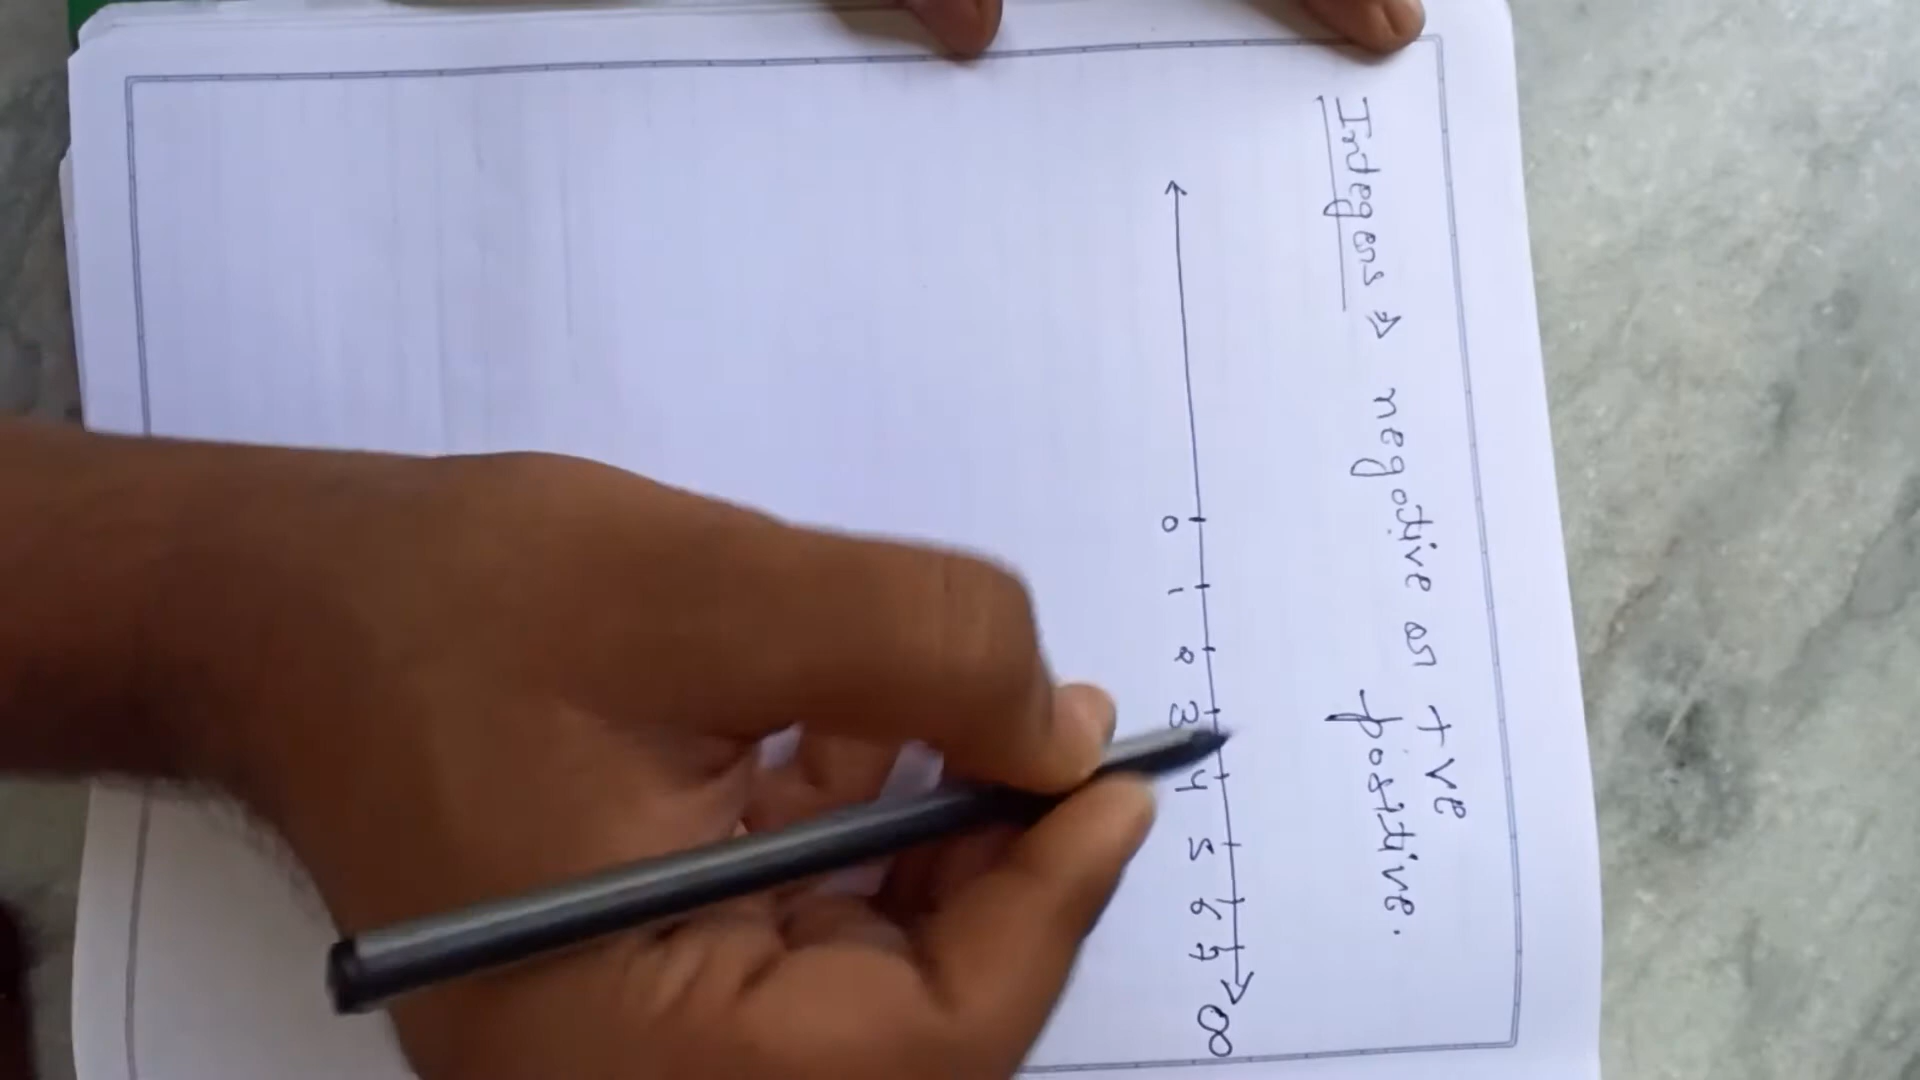 Integers → negative or +ve
positive.
0 1 2 3 4 5 6 7 ∞